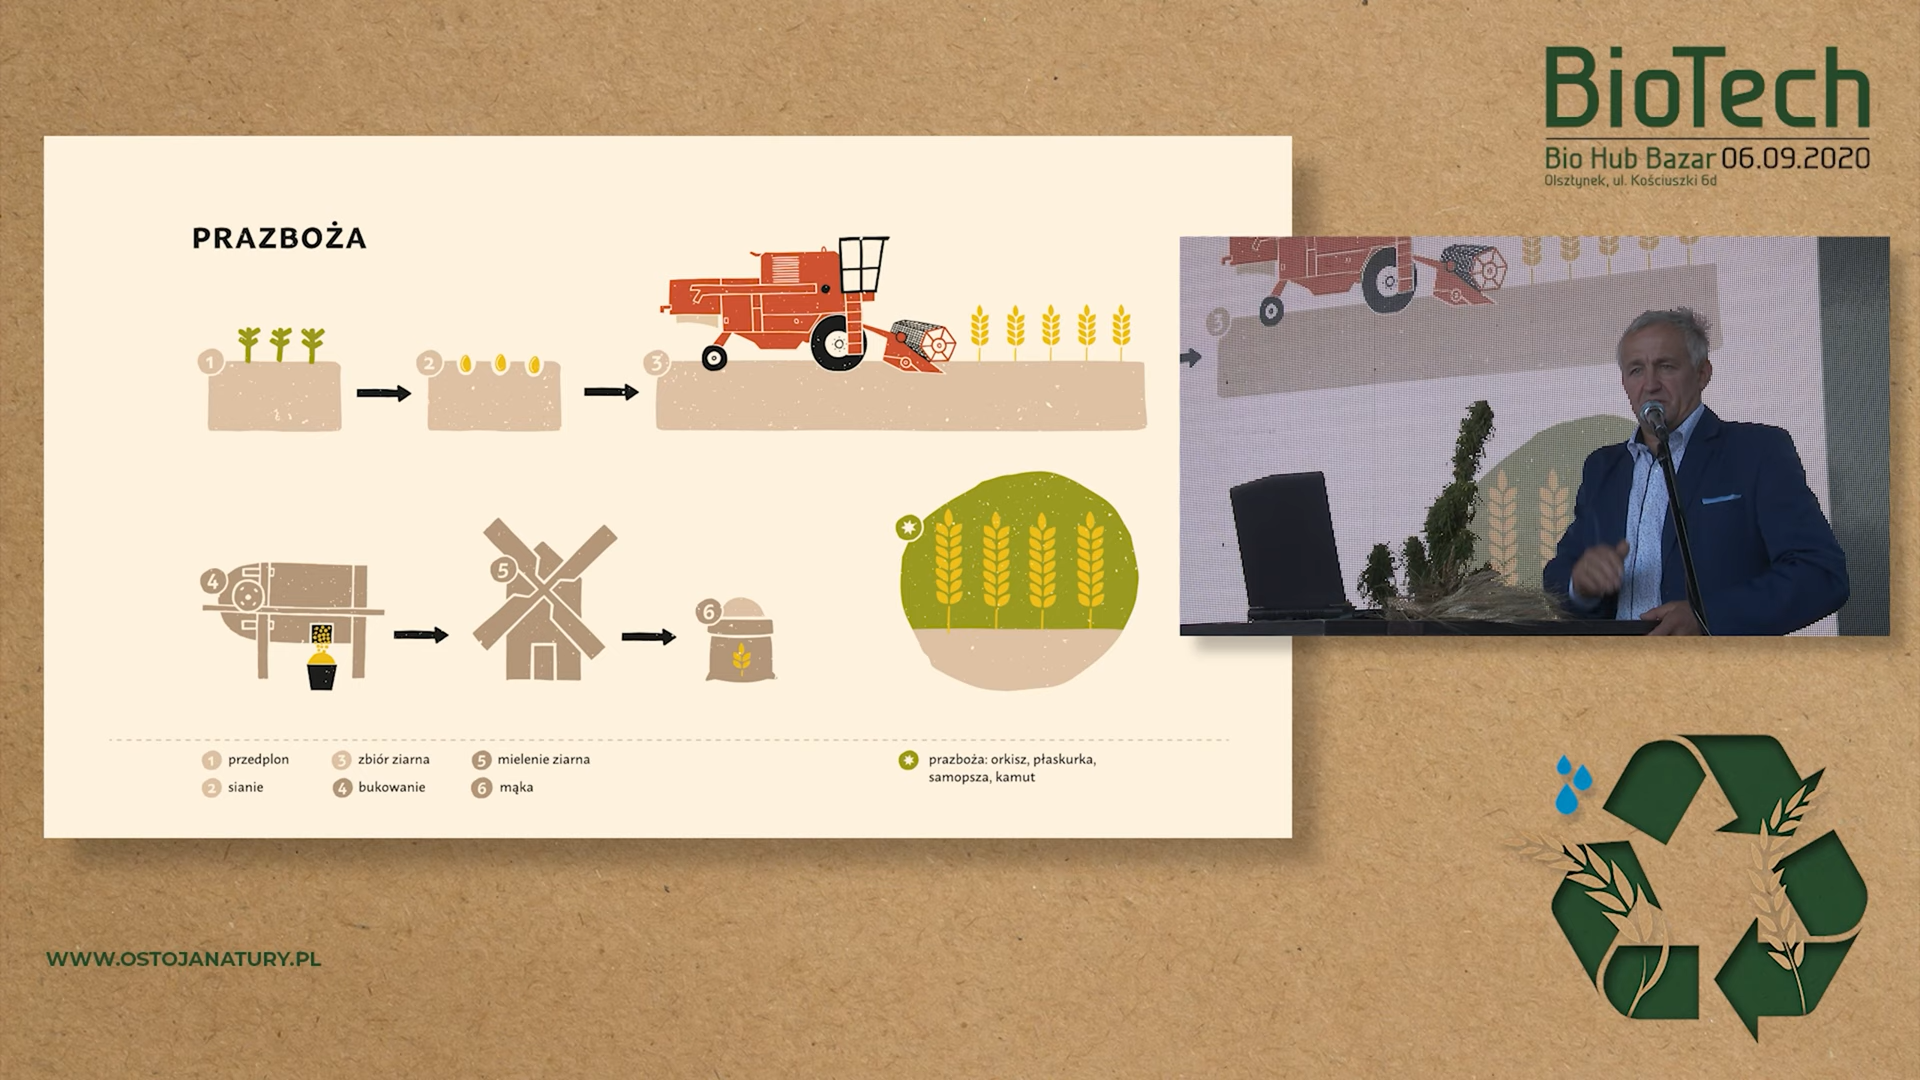 BioTech
Bio Hub Bazar 06.09.2020
Olsztynek, ul. Kościuszki 6d
PRAZBOŻA
1
2
3
3
4
5
6
1 przedplon
3 zbiór ziarna
5 mielenie ziarna
2 sianie
4 bukowanie
6 mąka
prazboża: orkisz, płaskurka,
samopsza, kamut
WWW.OSTOJANATURY.PL